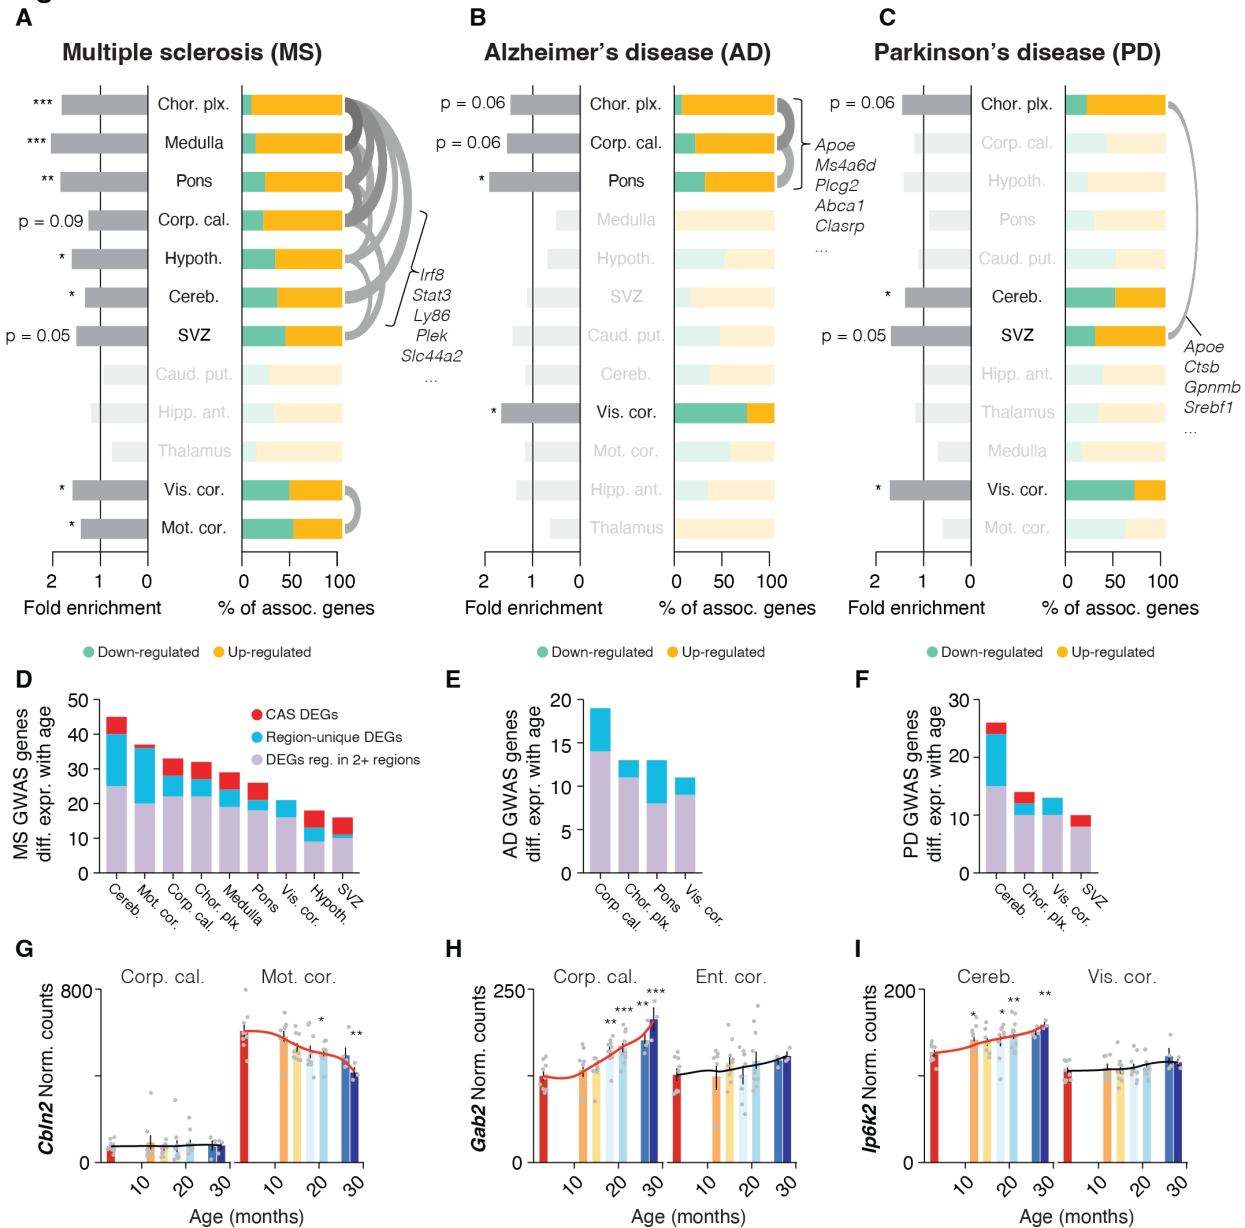 A
B
C
Multiple sclerosis (MS)
Alzheimer's disease (AD)
Parkinson's disease (PD)
*** Chor. plx.
*** Medulla
** Pons
p = 0.09 Corp. cal.
* Hypoth.
* Cereb.
p = 0.05 SVZ
Caud. put.
Hipp. ant.
Thalamus
* Vis. cor.
* Mot. cor.
Irf8
Stat3
Ly86
Plek
Slc44a2
...
2 1 0
0 50 100
Fold enrichment
% of assoc. genes
Down-regulated Up-regulated
p = 0.06 Chor. plx.
p = 0.06 Corp. cal.
* Pons
Medulla
Hypoth.
SVZ
Caud. put.
Cereb.
* Vis. cor.
Mot. cor.
Hipp. ant.
Thalamus
Apoe
Ms4a6d
Plcg2
Abca1
Clasrp
...
2 1 0
0 50 100
Fold enrichment
% of assoc. genes
Down-regulated Up-regulated
p = 0.06 Chor. plx.
Corp. cal.
Hypoth.
Pons
Caud. put.
* Cereb.
p = 0.05 SVZ
Hipp. ant.
Thalamus
Medulla
* Vis. cor.
Mot. cor.
Apoe
Ctsb
Gpnmb
Srebf1
...
2 1 0
0 50 100
Fold enrichment
% of assoc. genes
Down-regulated Up-regulated
D
MS GWAS genes
diff. expr. with age
50
40
30
20
10
0
CAS DEGs
Region-unique DEGs
DEGs reg. in 2+ regions
Cereb.
Mot. cor.
Corp. cal.
Chor. plx.
Medulla
Pons
Vis. cor.
Hypoth.
SVZ
E
AD GWAS genes
diff. expr. with age
20
15
10
5
0
Corp. cal.
Chor. plx.
Pons
Vis. cor.
F
PD GWAS genes
diff. expr. with age
30
20
10
0
Cereb.
Chor. plx.
Vis. cor.
SVZ
G
Corp. cal.
Mot. cor.
Cbln2 Norm. counts
800
0
*
**
10 20 30
10 20 30
Age (months)
H
Corp. cal.
Ent. cor.
Gab2 Norm. counts
250
0
**
***
**
***
10 20 30
10 20 30
Age (months)
I
Cereb.
Vis. cor.
Ip6k2 Norm. counts
200
0
*
*
**
**
10 20 30
10 20 30
Age (months)